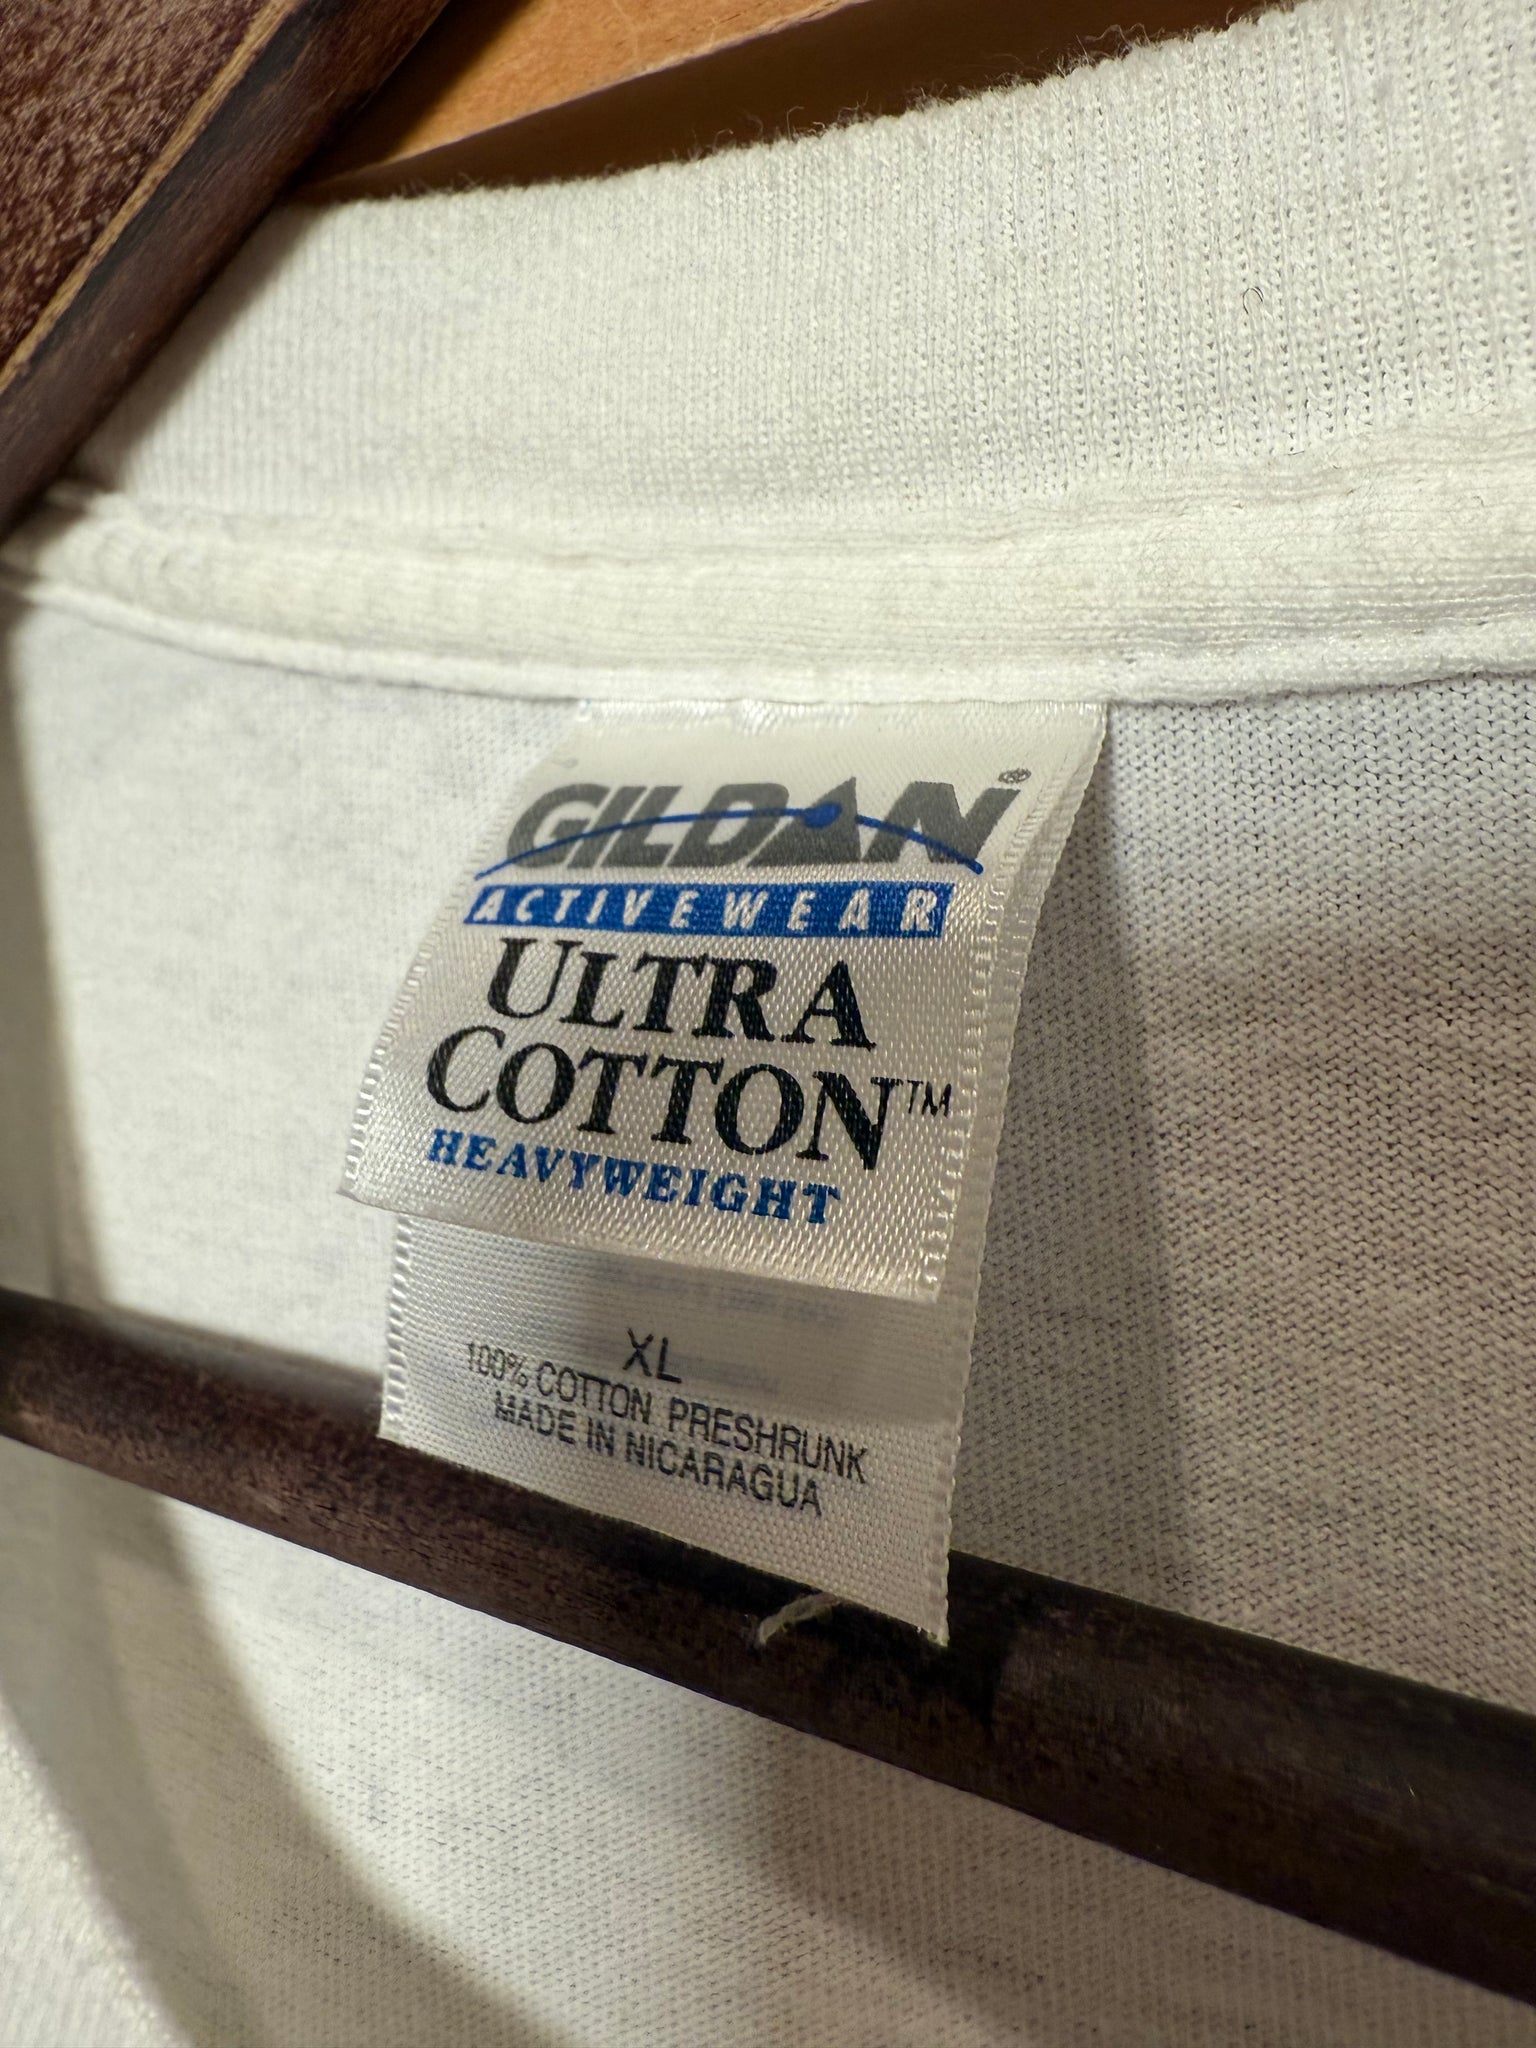 GILDAN®
ACTIVEWEAR
ULTRA
COTTON™
HEAVYWEIGHT
XL
100% COTTON PRESHRUNK
MADE IN NICARAGUA